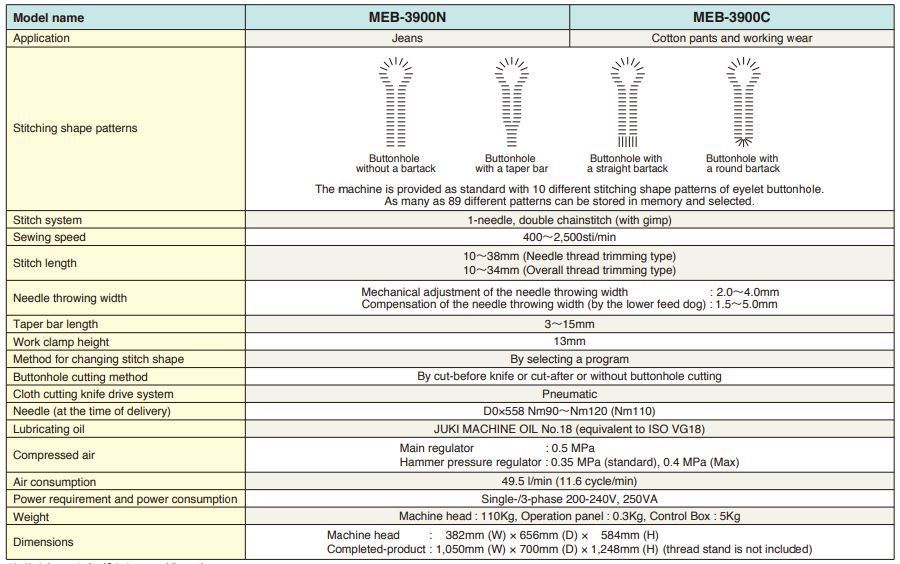 Model name MEB-3900N MEB-3900C
Application Jeans Cotton pants and working wear
Stitching shape patterns
Buttonhole without a bartack
Buttonhole with a taper bar
Buttonhole with a straight bartack
Buttonhole with a round bartack
The machine is provided as standard with 10 different stitching shape patterns of eyelet buttonhole.
As many as 89 different patterns can be stored in memory and selected.
Stitch system 1-needle, double chainstitch (with gimp)
Sewing speed 400～2,500sti/min
Stitch length 10～38mm (Needle thread trimming type)
10～34mm (Overall thread trimming type)
Needle throwing width Mechanical adjustment of the needle throwing width : 2.0～4.0mm
Compensation of the needle throwing width (by the lower feed dog) : 1.5～5.0mm
Taper bar length 3～15mm
Work clamp height 13mm
Method for changing stitch shape By selecting a program
Buttonhole cutting method By cut-before knife or cut-after or without buttonhole cutting
Cloth cutting knife drive system Pneumatic
Needle (at the time of delivery) D0×558 Nm90～Nm120 (Nm110)
Lubricating oil JUKI MACHINE OIL No.18 (equivalent to ISO VG18)
Compressed air Main regulator : 0.5 MPa
Hammer pressure regulator : 0.35 MPa (standard), 0.4 MPa (Max)
Air consumption 49.5 l/min (11.6 cycle/min)
Power requirement and power consumption Single-/3-phase 200-240V, 250VA
Weight Machine head : 110Kg, Operation panel : 0.3Kg, Control Box : 5Kg
Dimensions Machine head : 382mm (W) × 656mm (D) × 584mm (H)
Completed-product : 1,050mm (W) × 700mm (D) × 1,248mm (H) (thread stand is not included)